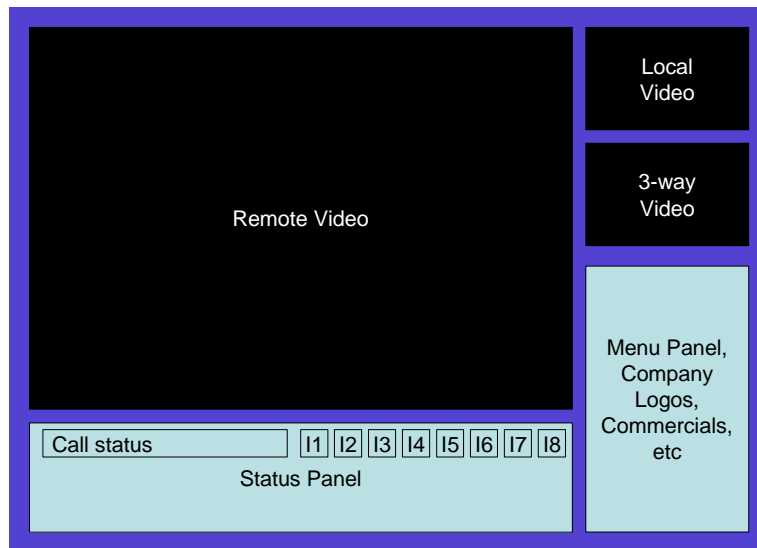 Remote Video
Local
Video
3-way
Video
Menu Panel,
Company
Logos,
Commercials,
etc
Call status I1 I2 I3 I4 I5 I6 I7 I8
Status Panel